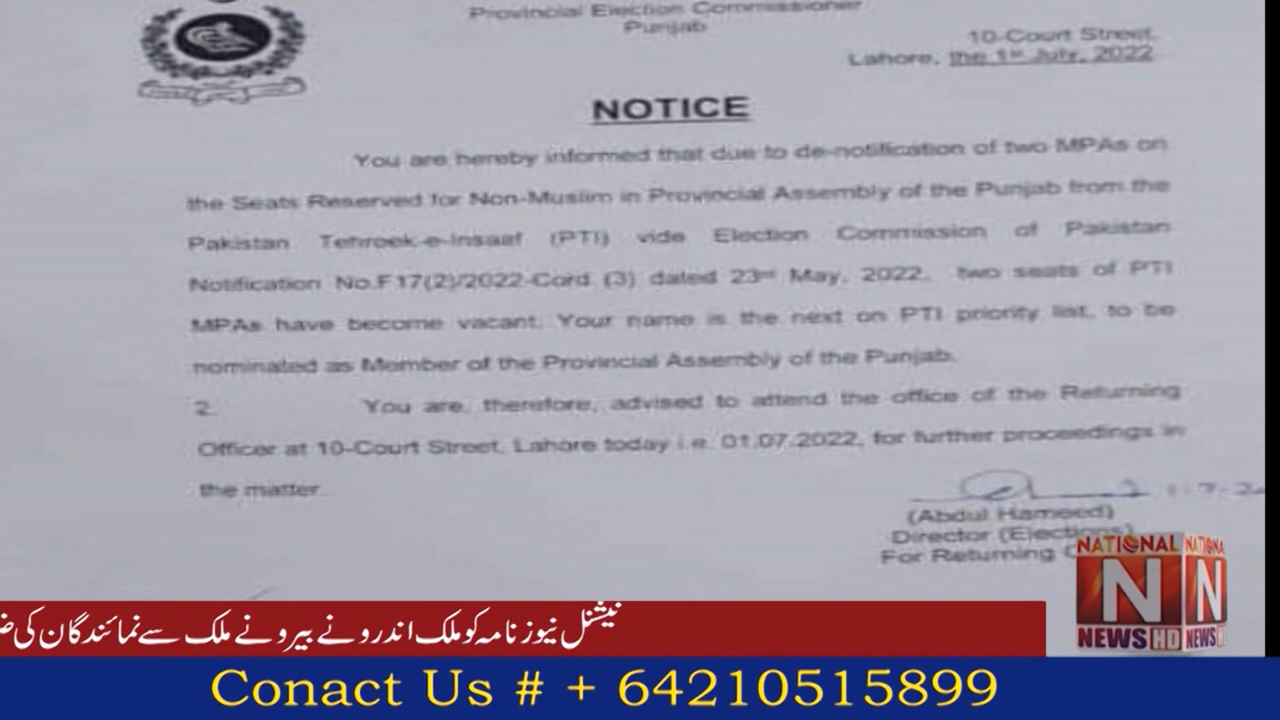 Provincial Election Commissioner
Punjab
10-Court Street,
Lahore, the 1st July, 2022
NOTICE
You are hereby informed that due to de-notification of two MPAs on
the Seats Reserved for Non-Muslim in Provincial Assembly of the Punjab from the
Pakistan Tehreek-e-Insaaf (PTI) vide Election Commission of Pakistan
Notification No.F17(2)/2022-Cord (3) dated 23rd May, 2022, two seats of PTI
MPAs have become vacant. Your name is the next on PTI priority list, to be
nominated as Member of the Provincial Assembly of the Punjab.
2. You are, therefore, advised to attend the office of the Returning
Officer at 10-Court Street, Lahore today i.e. 01.07.2022, for further proceedings in
the matter.
(Abdul Hameed)
Director (Elections)
For Returning
NATIONAL NATIONA
N N
NEWS HD NEWS H
نیشنل نیوز نامہ کو ملک اندرونے بیرونے ملک سے نمائندگان کی
Conact Us # + 64210515899